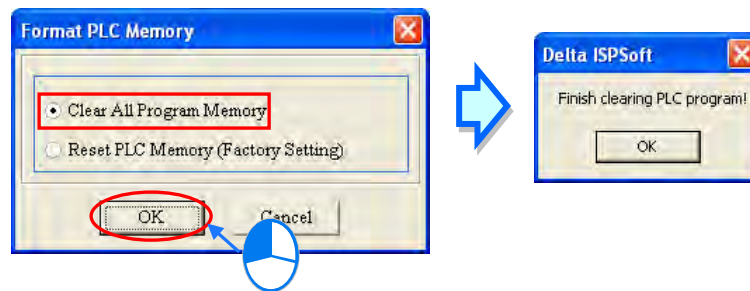 Format PLC Memory
Clear All Program Memory
Reset PLC Memory (Factory Setting)
OK
Cancel
Delta ISPSoft
Finish clearing PLC program!
OK